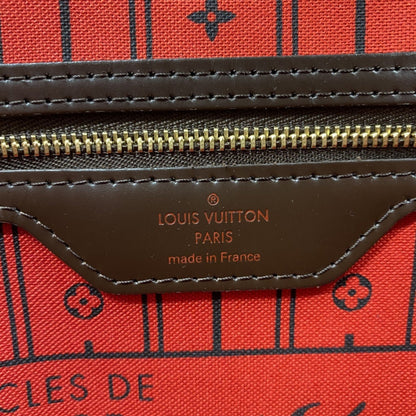 ®
LOUIS VUITTON
PARIS
made in France
CLES DE